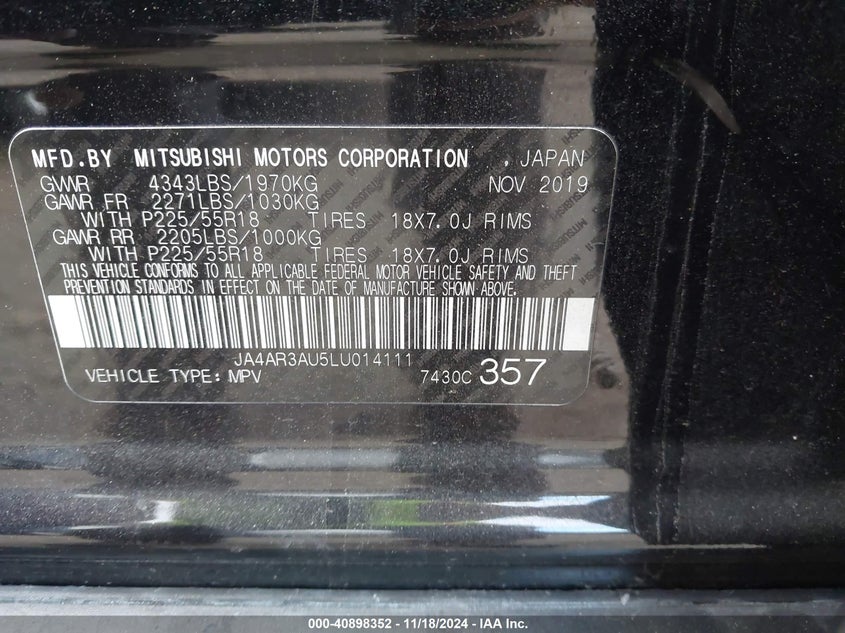 MFD.BY MITSUBISHI MOTORS CORPORATION , JAPAN
GVWR 4343LBS/1970KG NOV 2019
GAWR FR 2271LBS/1030KG
WITH P225/55R18 TIRES 18X7.0J RIMS
GAWR RR 2205LBS/1000KG
WITH P225/55R18 TIRES 18X7.0J RIMS
THIS VEHICLE CONFORMS TO ALL APPLICABLE FEDERAL MOTOR VEHICLE SAFETY AND THEFT
PREVENTION STANDARDS IN EFFECT ON THE DATE OF MANUFACTURE SHOWN ABOVE.
JA4AR3AU5LU014111
VEHICLE TYPE: MPV 7430C 357
000-40898352 - 11/18/2024 - IAA Inc.